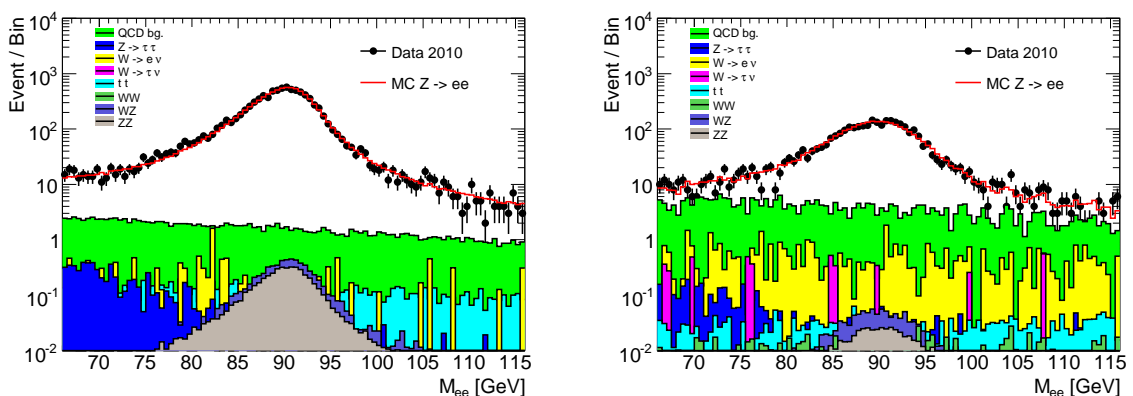 Event / Bin
10⁴
10³
10²
10
1
10⁻¹
10⁻²
QCD bg.
Z -> τ τ
W -> e ν
W -> τ ν
t t
WW
WZ
ZZ
Data 2010
MC Z -> ee
70 75 80 85 90 95 100 105 110 115
M_ee [GeV]
Event / Bin
10⁴
10³
10²
10
1
10⁻¹
10⁻²
QCD bg.
Z -> τ τ
W -> e ν
W -> τ ν
t t
WW
WZ
ZZ
Data 2010
MC Z -> ee
70 75 80 85 90 95 100 105 110 115
M_ee [GeV]